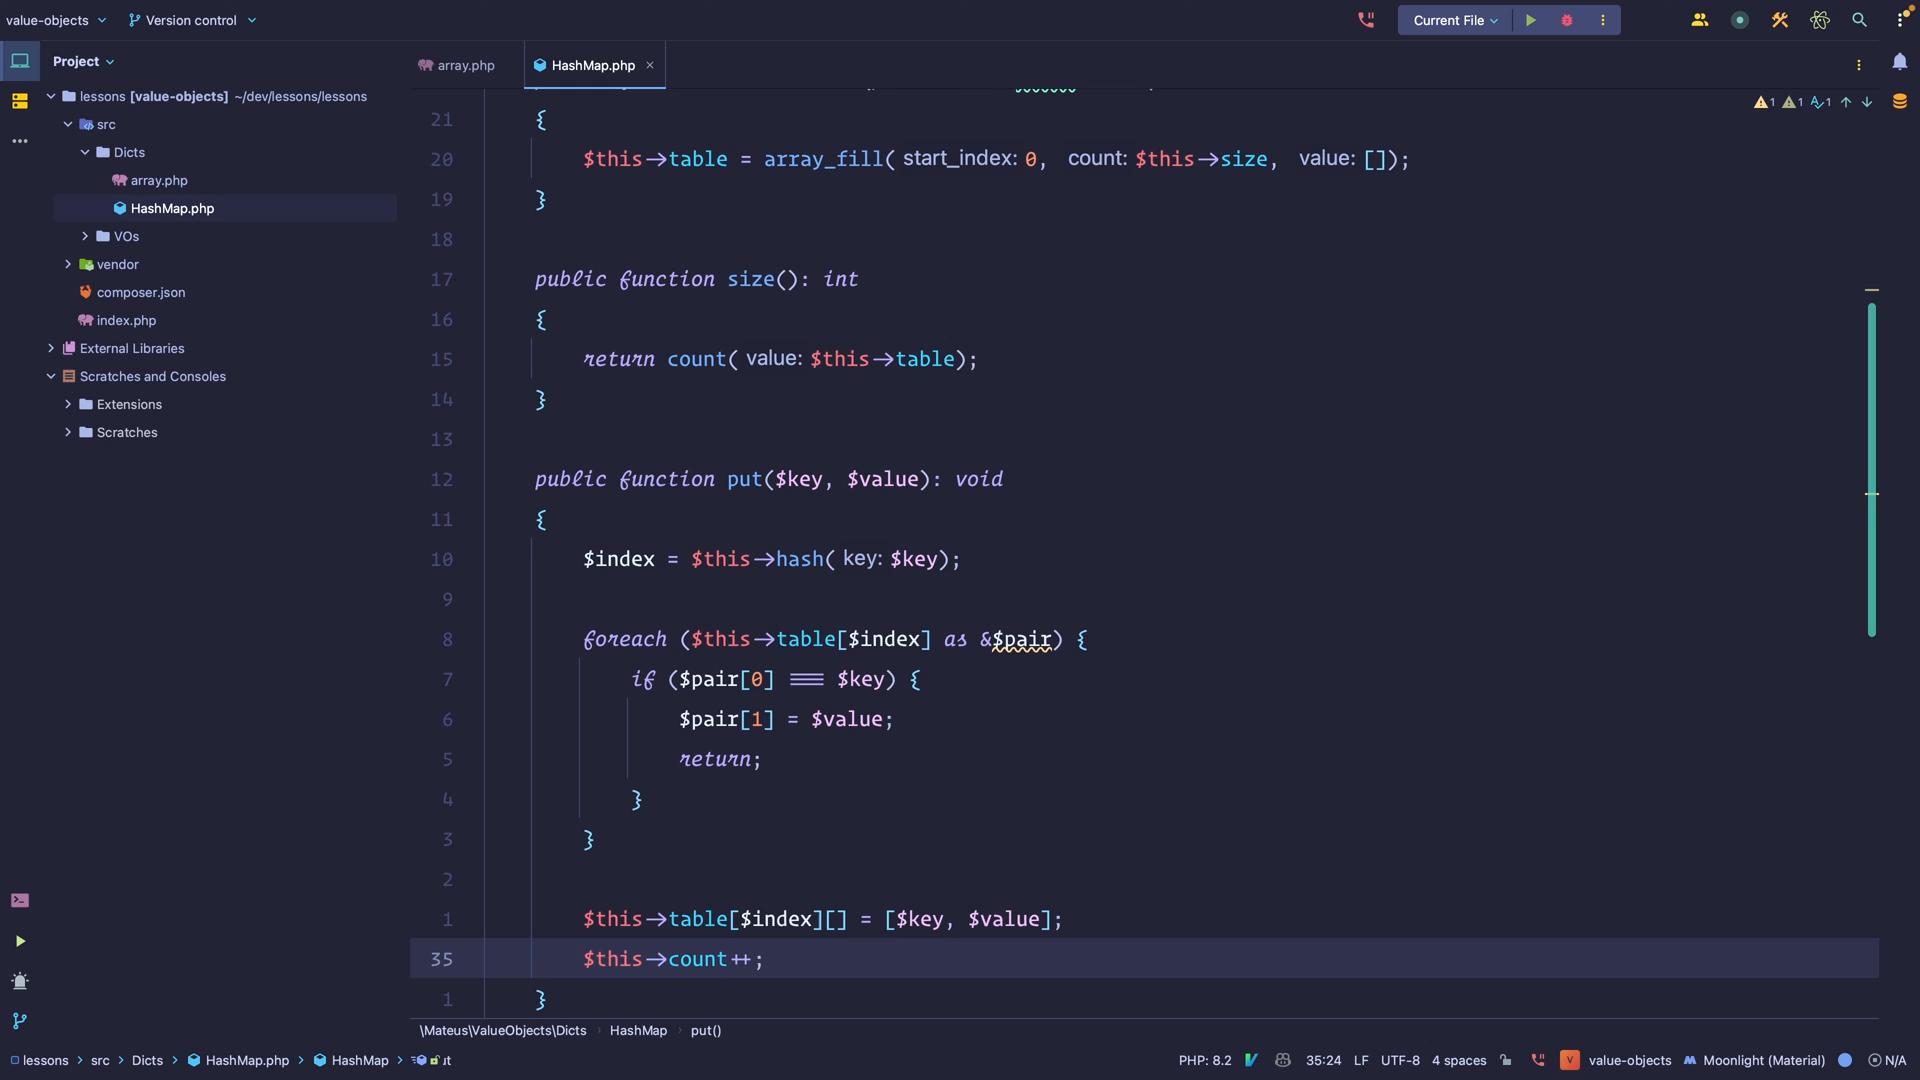 value-objects
Version control
Current File
Project
array.php
HashMap.php
lessons [value-objects] ~/dev/lessons/lessons
src
Dicts
array.php
HashMap.php
VOs
vendor
composer.json
index.php
External Libraries
Scratches and Consoles
Extensions
Scratches
1 1 1
21 {
20 $this->table = array_fill( start_index: 0, count: $this->size, value: []);
19 }
18
17 public function size(): int
16 {
15 return count( value: $this->table);
14 }
13
12 public function put($key, $value): void
11 {
10 $index = $this->hash( key: $key);
9
8 foreach ($this->table[$index] as &$pair) {
7 if ($pair[0] === $key) {
6 $pair[1] = $value;
5 return;
4 }
3 }
2
1 $this->table[$index][] = [$key, $value];
35 $this->count++;
1 }
\Mateus\ValueObjects\Dicts > HashMap > put()
lessons > src > Dicts > HashMap.php > HashMap >
PHP: 8.2 35:24 LF UTF-8 4 spaces V value-objects Moonlight (Material) N/A